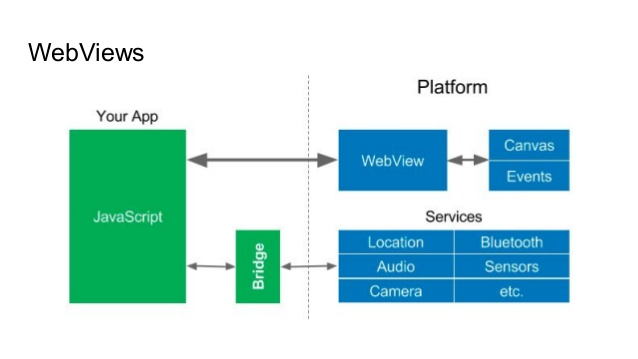 WebViews
Platform
Your App
JavaScript
WebView
Canvas
Events
Bridge
Services
Location Bluetooth
Audio Sensors
Camera etc.